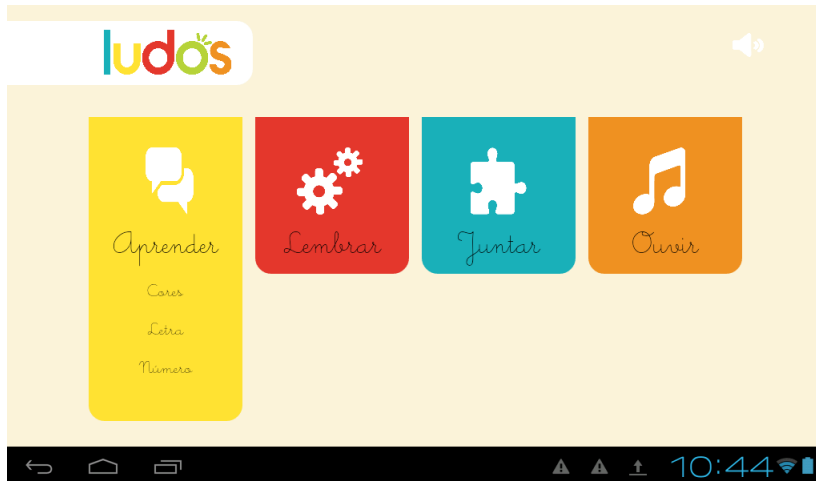 ludos
Aprender
Cores
Letra
Número
Lembrar
Juntar
Ouvir
10:44